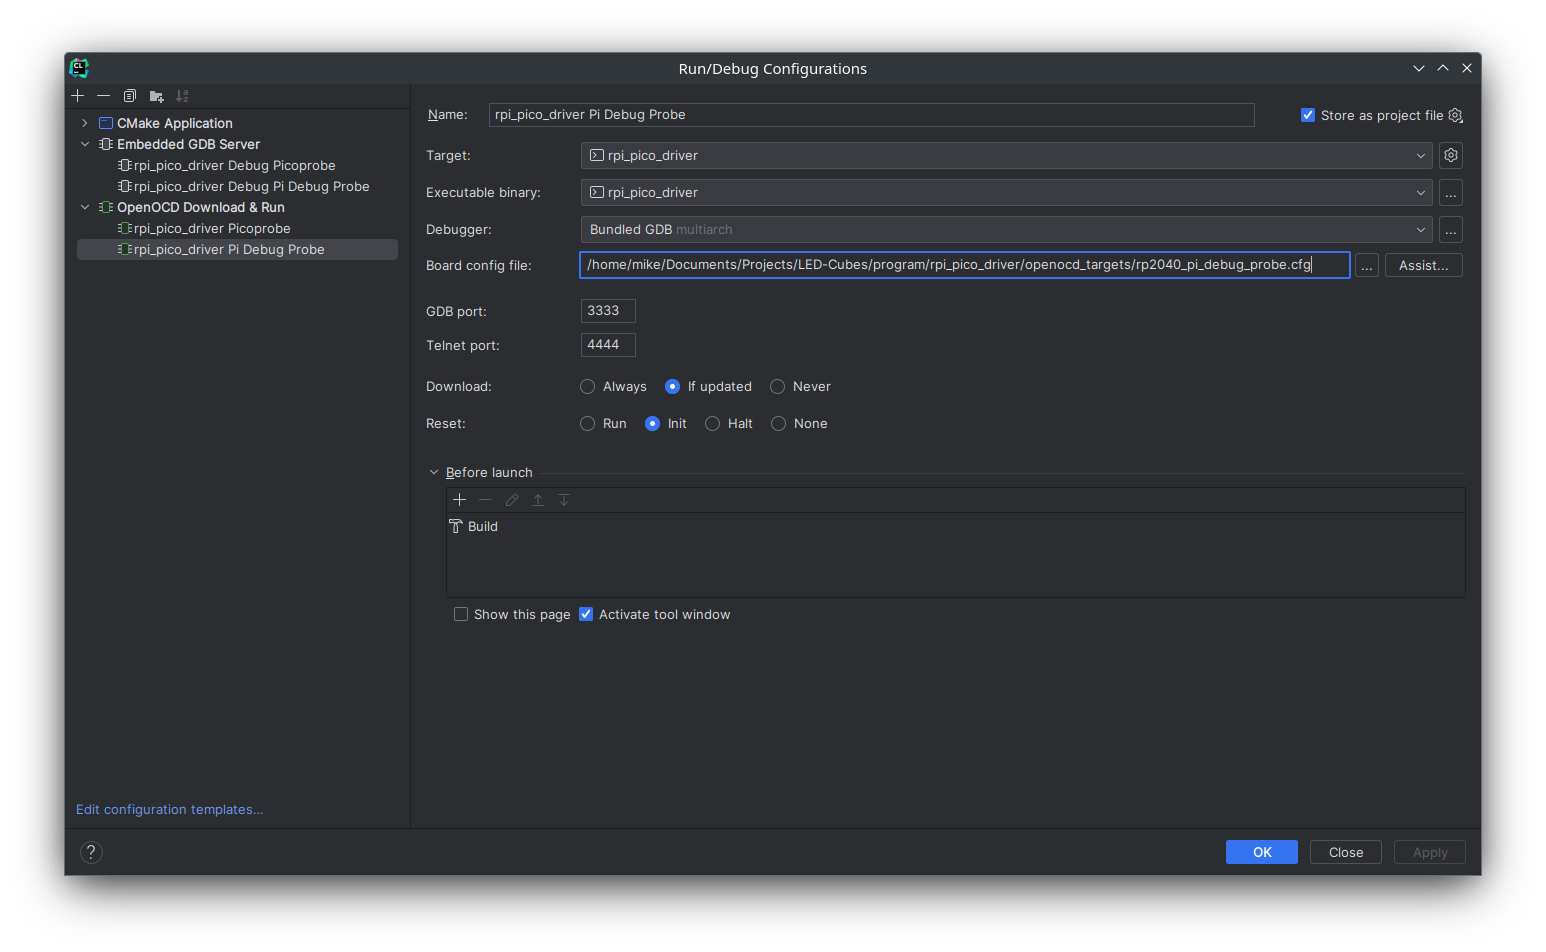 CL
Run/Debug Configurations
CMake Application
Embedded GDB Server
rpi_pico_driver Debug Picoprobe
rpi_pico_driver Debug Pi Debug Probe
OpenOCD Download & Run
rpi_pico_driver Picoprobe
rpi_pico_driver Pi Debug Probe
Edit configuration templates...
Name: rpi_pico_driver Pi Debug Probe Store as project file
Target: rpi_pico_driver
Executable binary: rpi_pico_driver ...
Debugger: Bundled GDB multiarch ...
Board config file: /home/mike/Documents/Projects/LED-Cubes/program/rpi_pico_driver/openocd_targets/rp2040_pi_debug_probe.cfg ... Assist...
GDB port: 3333
Telnet port: 4444
Download: Always If updated Never
Reset: Run Init Halt None
Before launch
Build
Show this page Activate tool window
? OK Close Apply